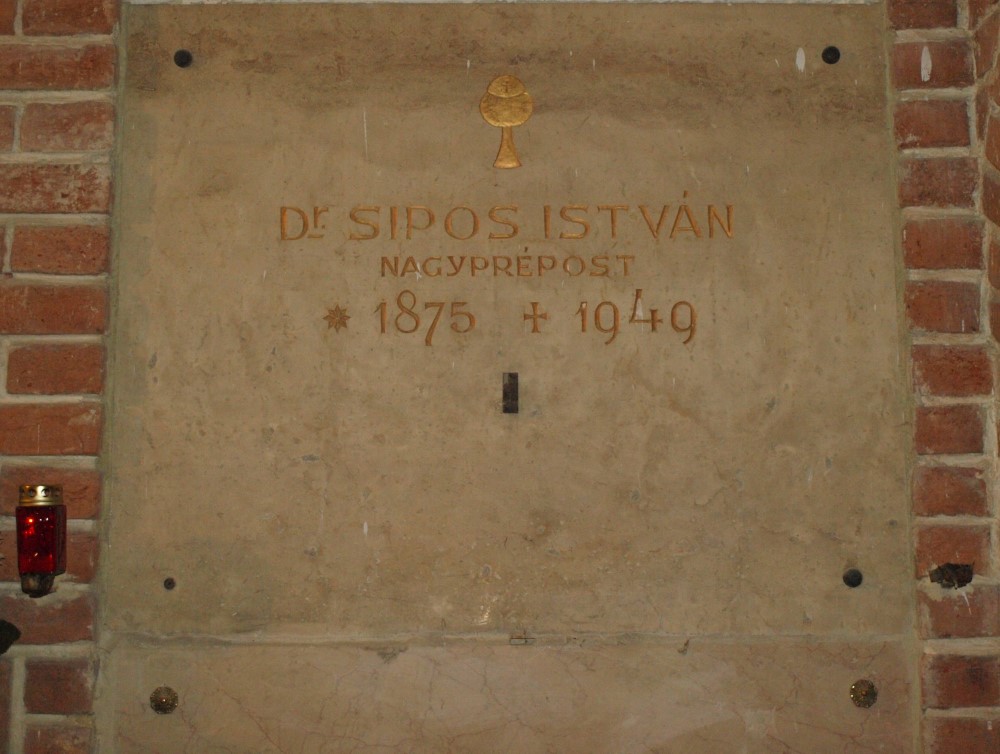 Dr. SIPOS ISTVÁN
NAGYPRÉPOST
* 1875 ✝ 1949